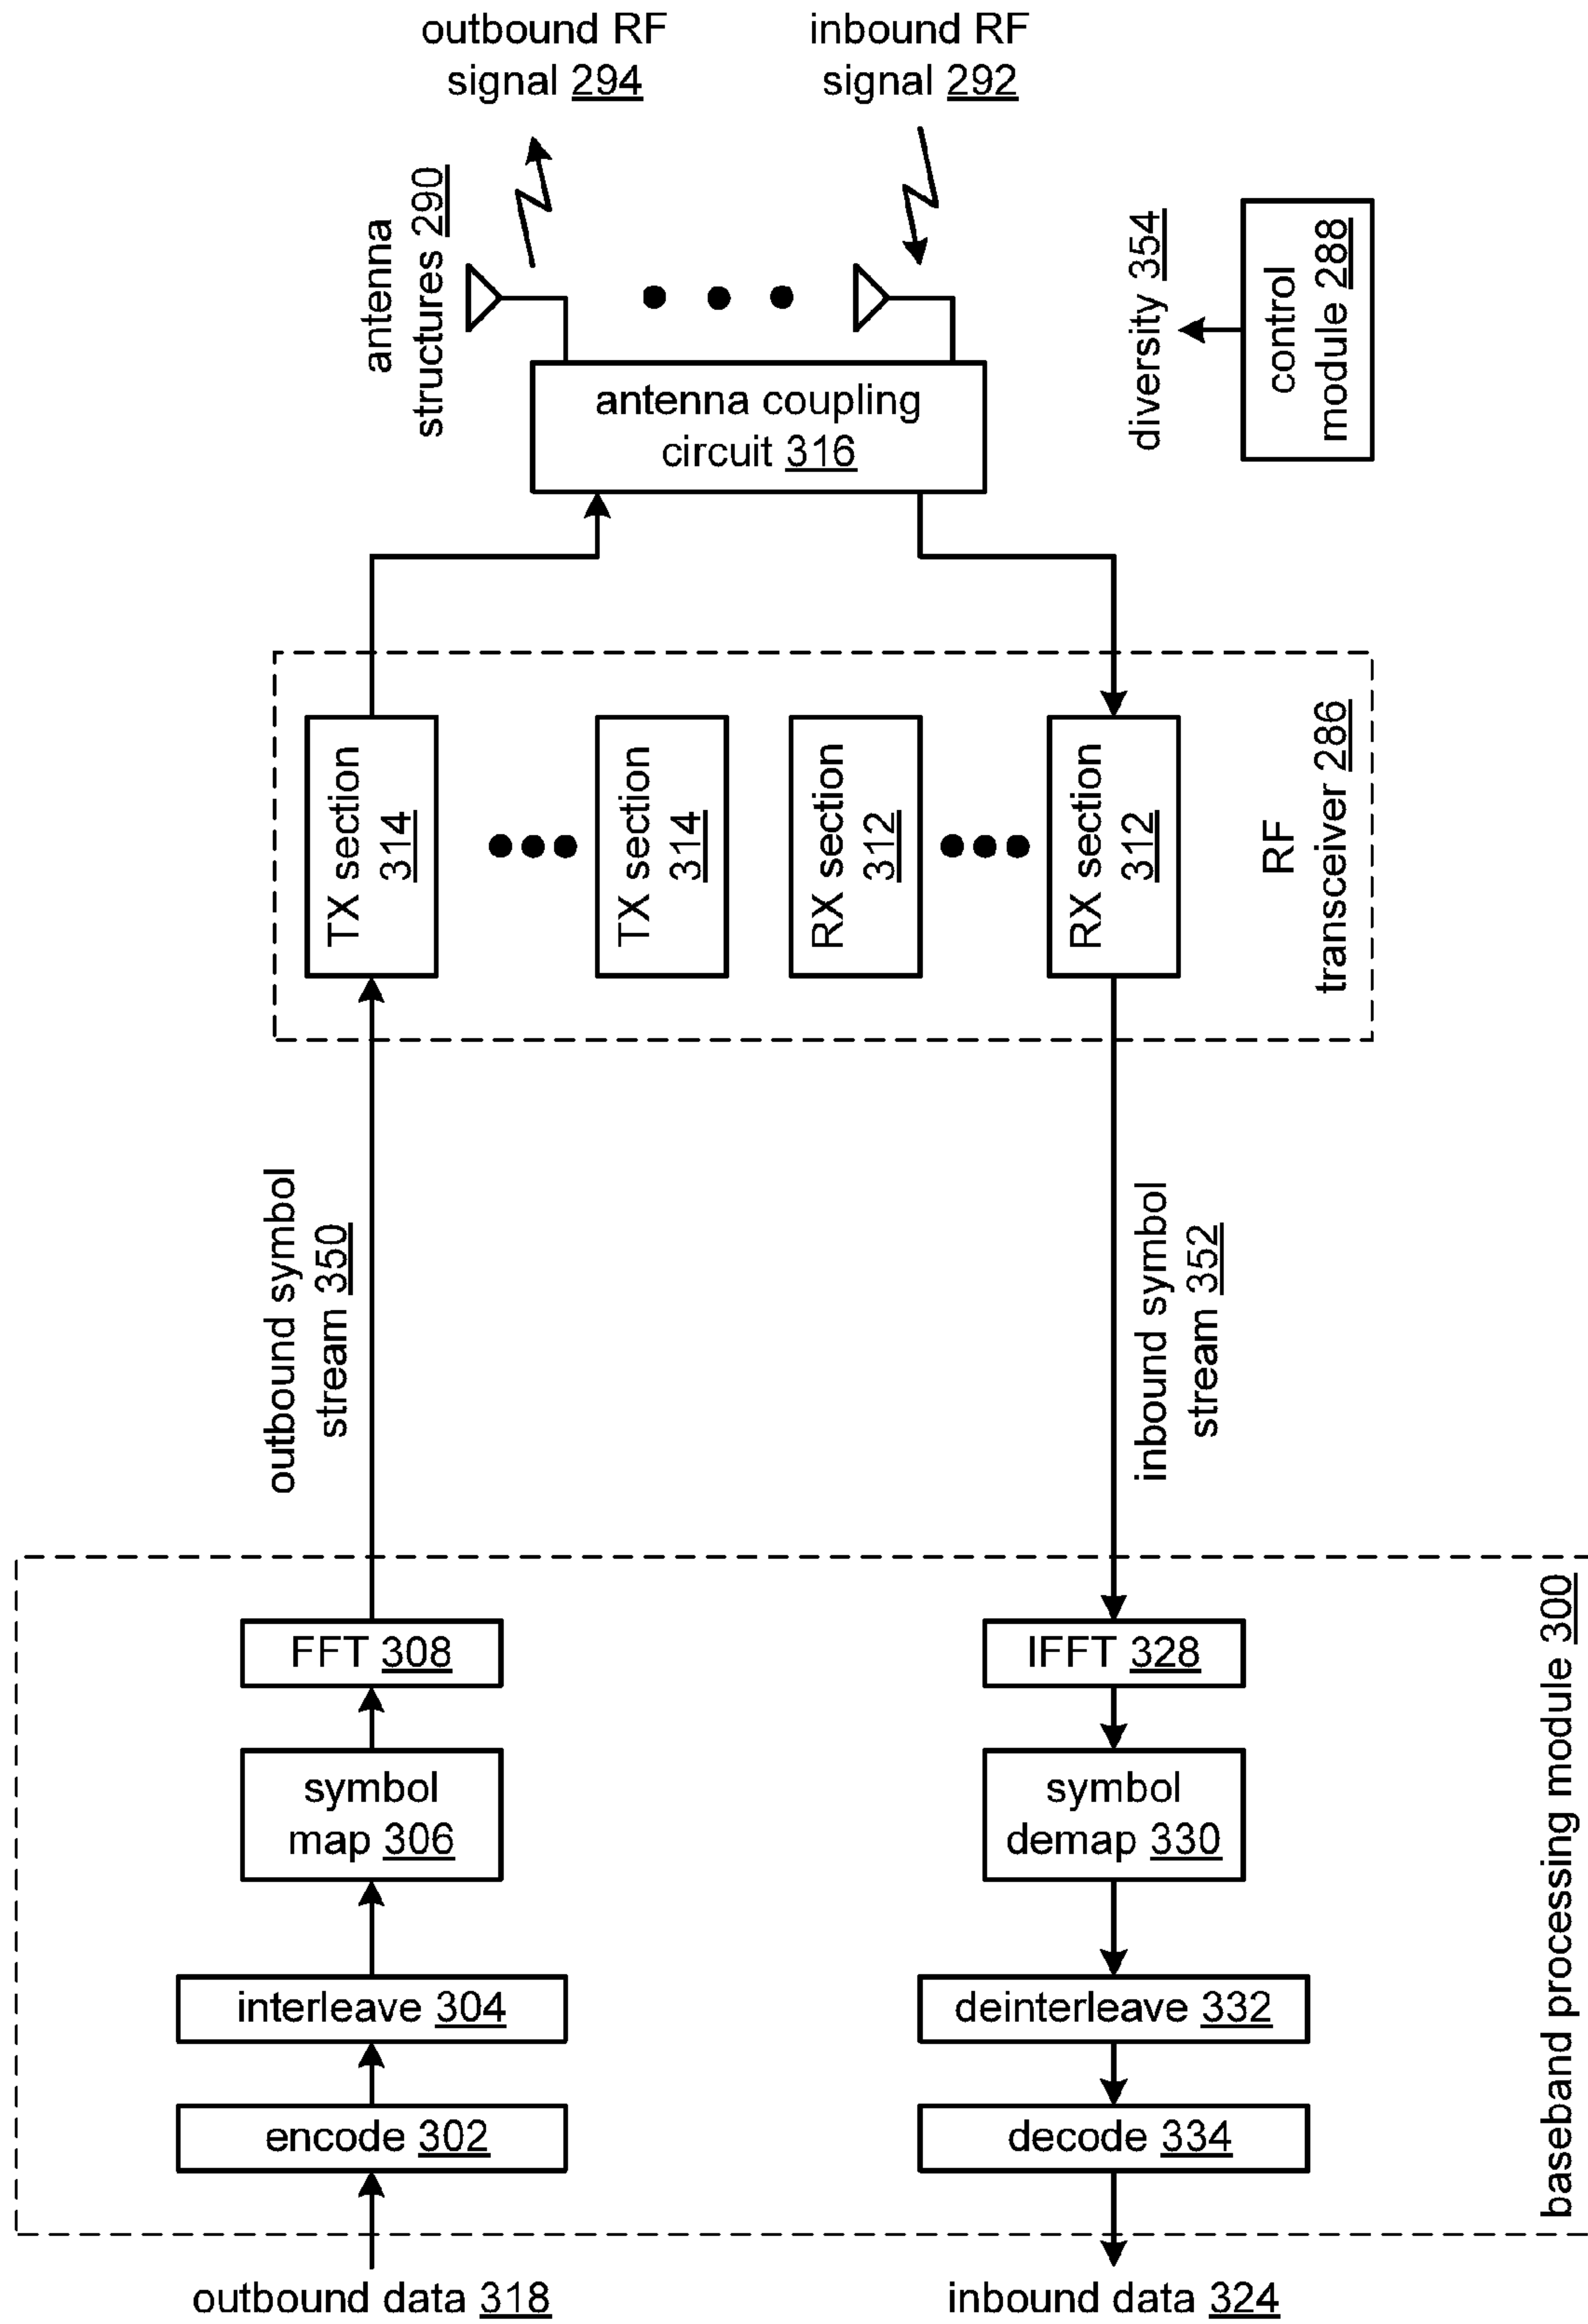 outbound RF
signal 294
inbound RF
signal 292
antenna
structures 290
diversity 354
control
module 288
antenna coupling
circuit 316
TX section
314
TX section
314
RX section
312
RX section
312
RF
transceiver 286
outbound symbol
stream 350
inbound symbol
stream 352
FFT 308
IFFT 328
symbol
map 306
symbol
demap 330
interleave 304
deinterleave 332
encode 302
decode 334
baseband processing module 300
outbound data 318
inbound data 324